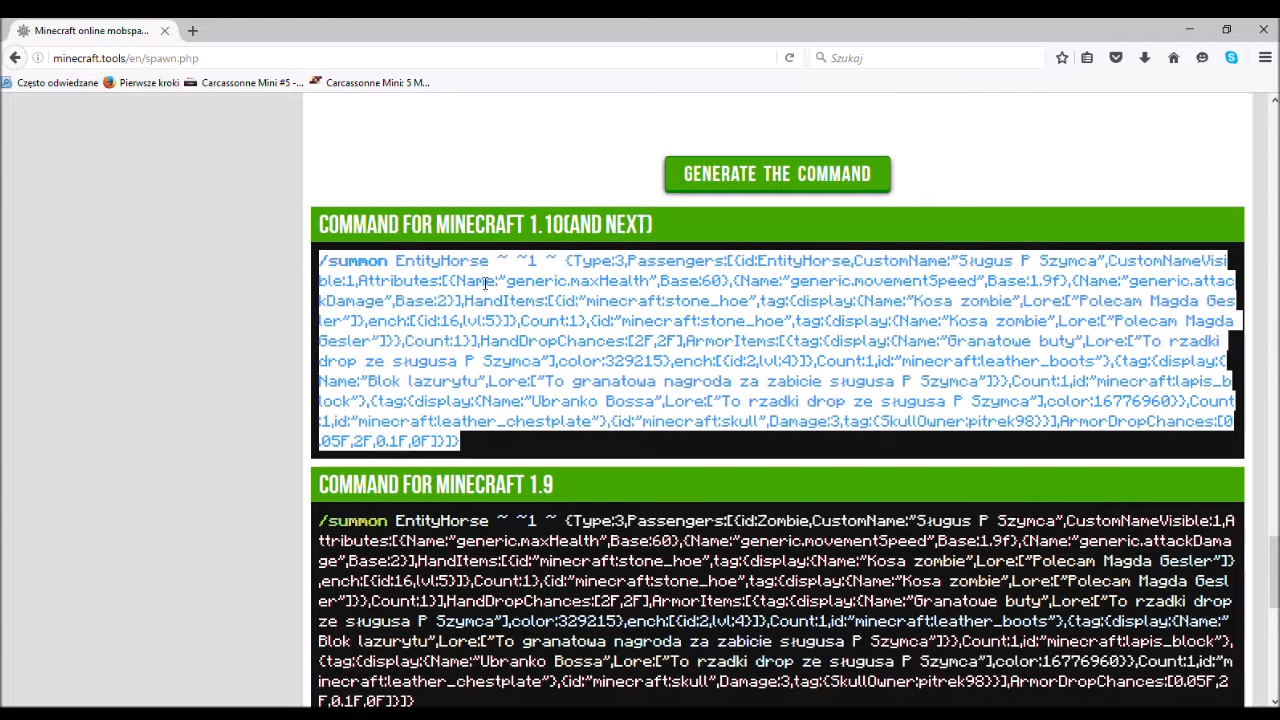 Minecraft online mobspa...
minecraft.tools/en/spawn.php
Szukaj
Często odwiedzane
Pierwsze kroki
Carcassonne Mini #5 -...
Carcassonne Mini: 5 M...
GENERATE THE COMMAND
COMMAND FOR MINECRAFT 1.10(AND NEXT)
/summon EntityHorse ~ ~1 ~ {Type:3,Passengers:[{id:EntityHorse,CustomName:"Sługus P Szymca",CustomNameVisi
ble:1,Attributes:[{Name:"generic.maxHealth",Base:60},{Name:"generic.movementSpeed",Base:1.9f},{Name:"generic.attac
kDamage",Base:2}],HandItems:[{id:"minecraft:stone_hoe",tag:{display:{Name:"Kosa zombie",Lore:["Polecam Magda Ges
ler"]},ench:[{id:16,lvl:5}]},Count:1},{id:"minecraft:stone_hoe",tag:{display:{Name:"Kosa zombie",Lore:["Polecam Magda
Gesler"]}},Count:1}],HandDropChances:[2F,2F],ArmorItems:[{tag:{display:{Name:"Granatowe buty",Lore:["To rzadki
drop ze sługusa P Szymca"],color:329215},ench:[{id:2,lvl:4}]},Count:1,id:"minecraft:leather_boots"},{tag:{display:{
Name:"Blok lazurytu",Lore:["To granatowa nagroda za zabicie sługusa P Szymca"]}},Count:1,id:"minecraft:lapis_b
lock"},{tag:{display:{Name:"Ubranko Bossa",Lore:["To rzadki drop ze sługusa P Szymca"],color:16776960}},Count
:1,id:"minecraft:leather_chestplate"},{id:"minecraft:skull",Damage:3,tag:{SkullOwner:pitrek98}}],ArmorDropChances:[0
.05F,2F,0.1F,0F]}]}
COMMAND FOR MINECRAFT 1.9
/summon EntityHorse ~ ~1 ~ {Type:3,Passengers:[{id:Zombie,CustomName:"Sługus P Szymca",CustomNameVisible:1,A
ttributes:[{Name:"generic.maxHealth",Base:60},{Name:"generic.movementSpeed",Base:1.9f},{Name:"generic.attackDama
ge",Base:2}],HandItems:[{id:"minecraft:stone_hoe",tag:{display:{Name:"Kosa zombie",Lore:["Polecam Magda Gesler"]}
,ench:[{id:16,lvl:5}]},Count:1},{id:"minecraft:stone_hoe",tag:{display:{Name:"Kosa zombie",Lore:["Polecam Magda Gesl
er"]}},Count:1}],HandDropChances:[2F,2F],ArmorItems:[{tag:{display:{Name:"Granatowe buty",Lore:["To rzadki drop
ze sługusa P Szymca"],color:329215},ench:[{id:2,lvl:4}]},Count:1,id:"minecraft:leather_boots"},{tag:{display:{Name:"
Blok lazurytu",Lore:["To granatowa nagroda za zabicie sługusa P Szymca"]}},Count:1,id:"minecraft:lapis_block"},
{tag:{display:{Name:"Ubranko Bossa",Lore:["To rzadki drop ze sługusa P Szymca"],color:16776960}},Count:1,id:"m
inecraft:leather_chestplate"},{id:"minecraft:skull",Damage:3,tag:{SkullOwner:pitrek98}}],ArmorDropChances:[0.05F,2
F,0.1F,0F]}]}